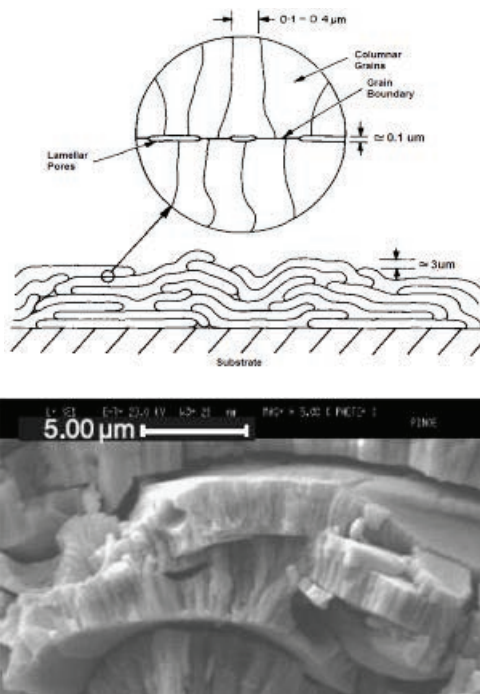 0·1 – 0·4 µm
Columnar
Grains
Grain
Boundary
≃ 0.1 um
Lamellar
Pores
≃ 3um
Substrate
5.00 µm